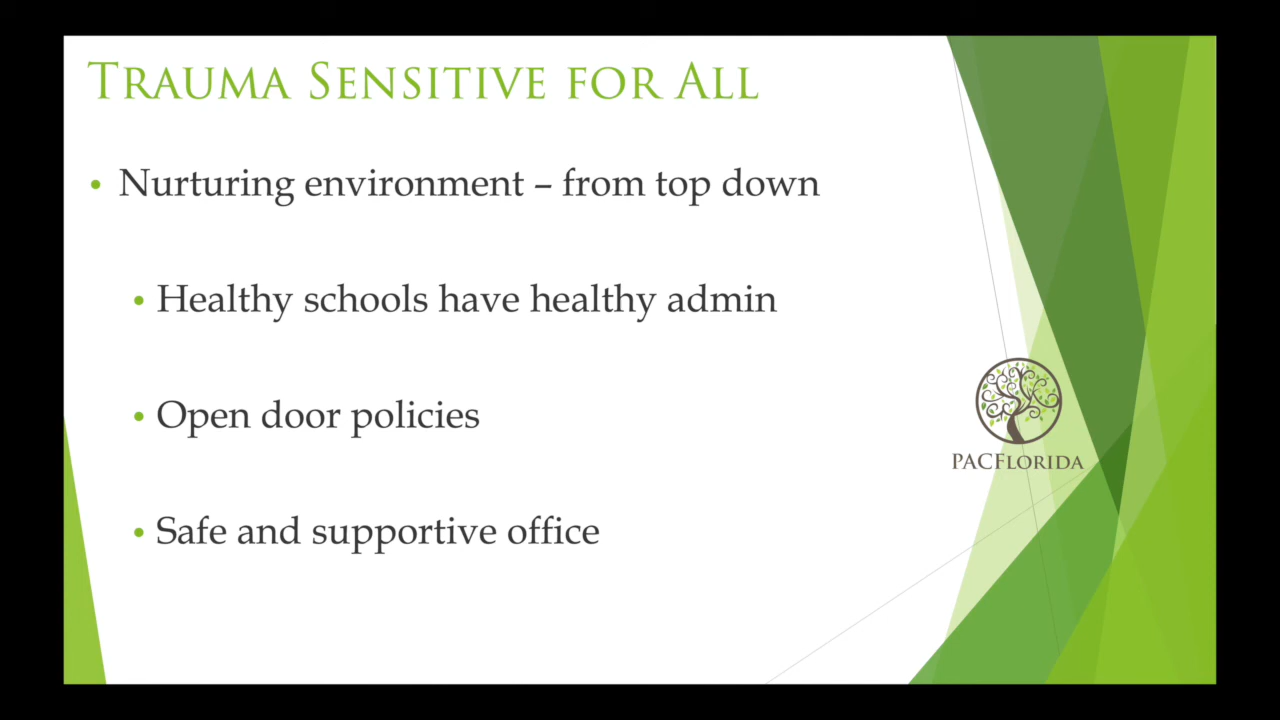 Trauma Sensitive for All
• Nurturing environment – from top down
• Healthy schools have healthy admin
• Open door policies
• Safe and supportive office
PACFlorida